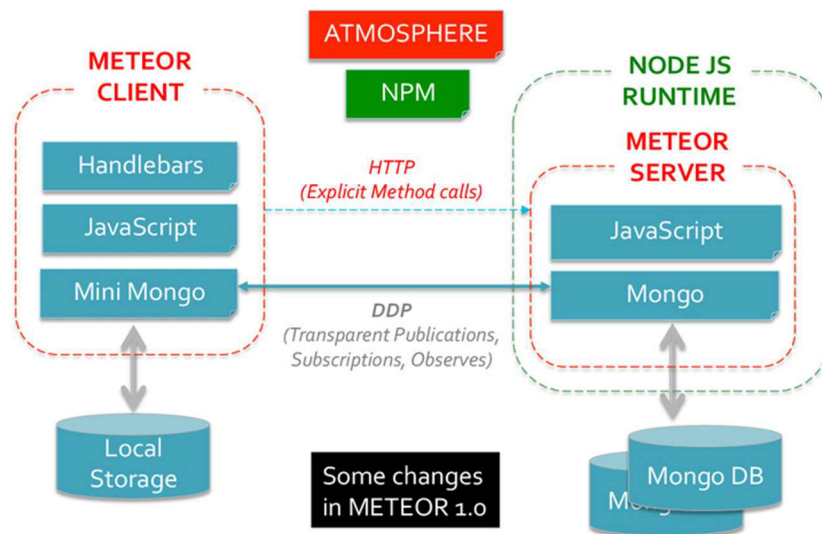 ATMOSPHERE
NPM
METEOR
CLIENT
Handlebars
JavaScript
Mini Mongo
Local
Storage
HTTP
(Explicit Method calls)
DDP
(Transparent Publications,
Subscriptions, Observes)
NODE JS
RUNTIME
METEOR
SERVER
JavaScript
Mongo
Mongo DB
Some changes
in METEOR 1.0